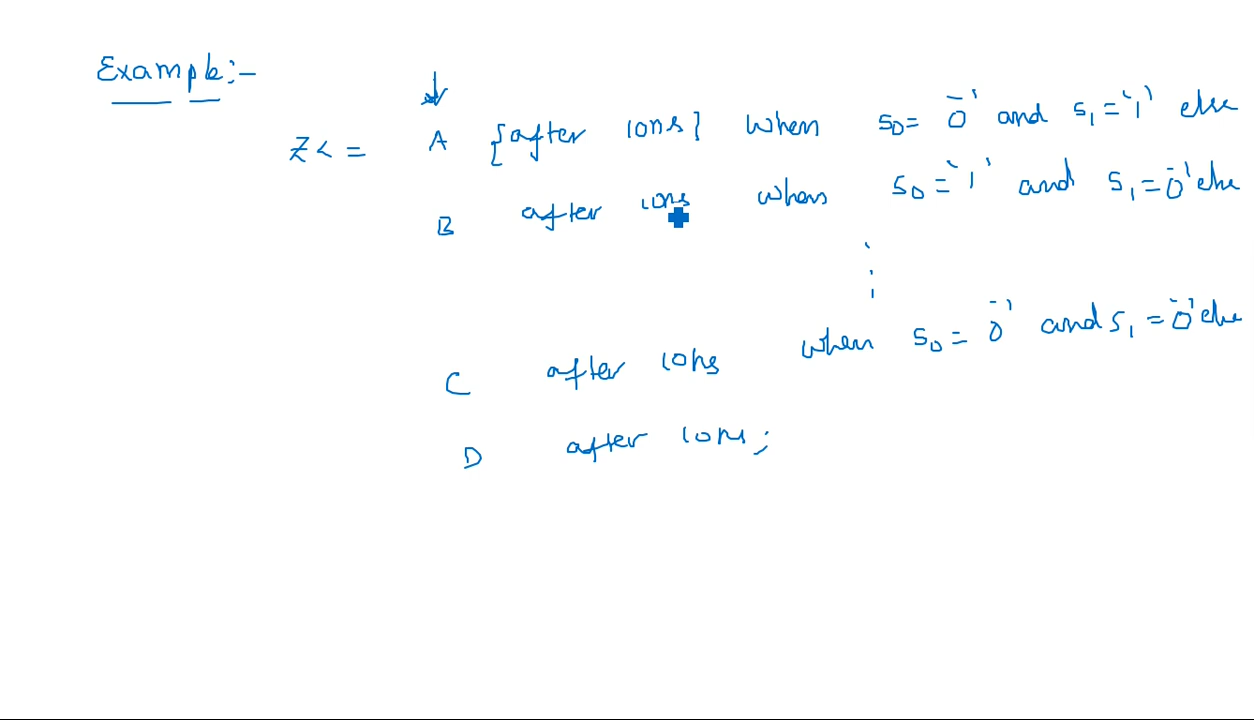 Example:-
Z <= A {after 10ns] when S0= '0' and S1='1' else
B after 10ns when S0='1' and S1='0' else
C after 10ns when S0= '0' and S1='0' else
D after 10ns;